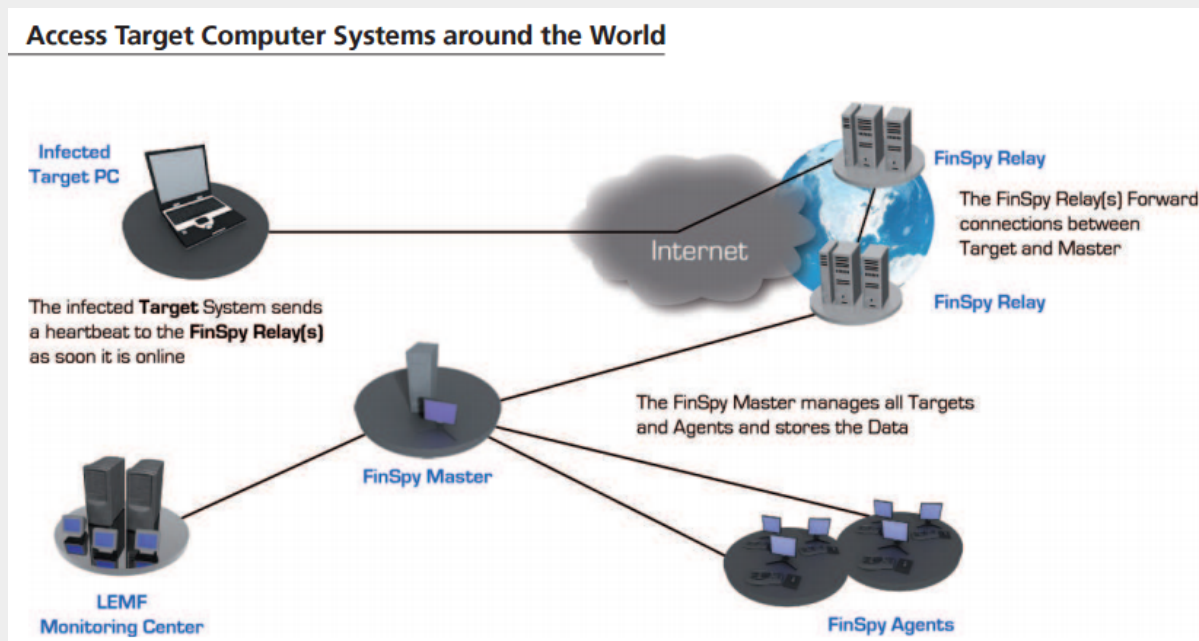 Access Target Computer Systems around the World
Infected
Target PC
FinSpy Relay
The FinSpy Relay(s) Forward
connections between
Target and Master
Internet
FinSpy Relay
The infected Target System sends
a heartbeat to the FinSpy Relay(s)
as soon it is online
The FinSpy Master manages all Targets
and Agents and stores the Data
FinSpy Master
LEMF
Monitoring Center
FinSpy Agents